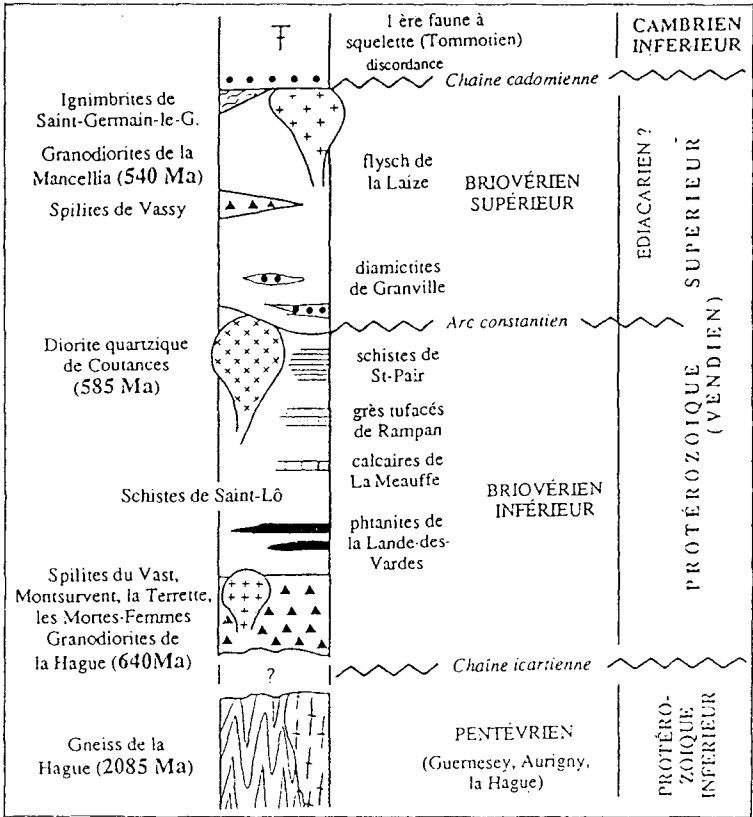 1 ère faune à
squelette (Tommotien)
discordance
CAMBRIEN
INFERIEUR
Chaîne cadomienne
Ignimbrites de
Saint-Germain-le-G.
Granodiorites de la
Mancellia (540 Ma)
Spilites de Vassy
flysch de
la Laize
BRIOVÉRIEN
SUPÉRIEUR
EDIACARIEN ?
diamictites
de Granville
Arc constantien
Diorite quartzique
de Coutances
(585 Ma)
schistes de
St-Pair
grès tufacés
de Rampan
calcaires de
La Meauffe
Schistes de Saint-Lô
BRIOVÉRIEN
INFÉRIEUR
phtanites de
la Lande-des-
Vardes
PROTÉROZOIQUE SUPERIEUR
(VENDIEN)
Spilites du Vast,
Montsurvent, la Terrette,
les Mortes-Femmes
Granodiorites de
la Hague (640Ma)
?
Chaîne icartienne
Gneiss de la
Hague (2085 Ma)
PENTÉVRIEN
(Guernesey, Aurigny,
la Hague)
PROTÉRO-
ZOIQUE
INFERIEUR